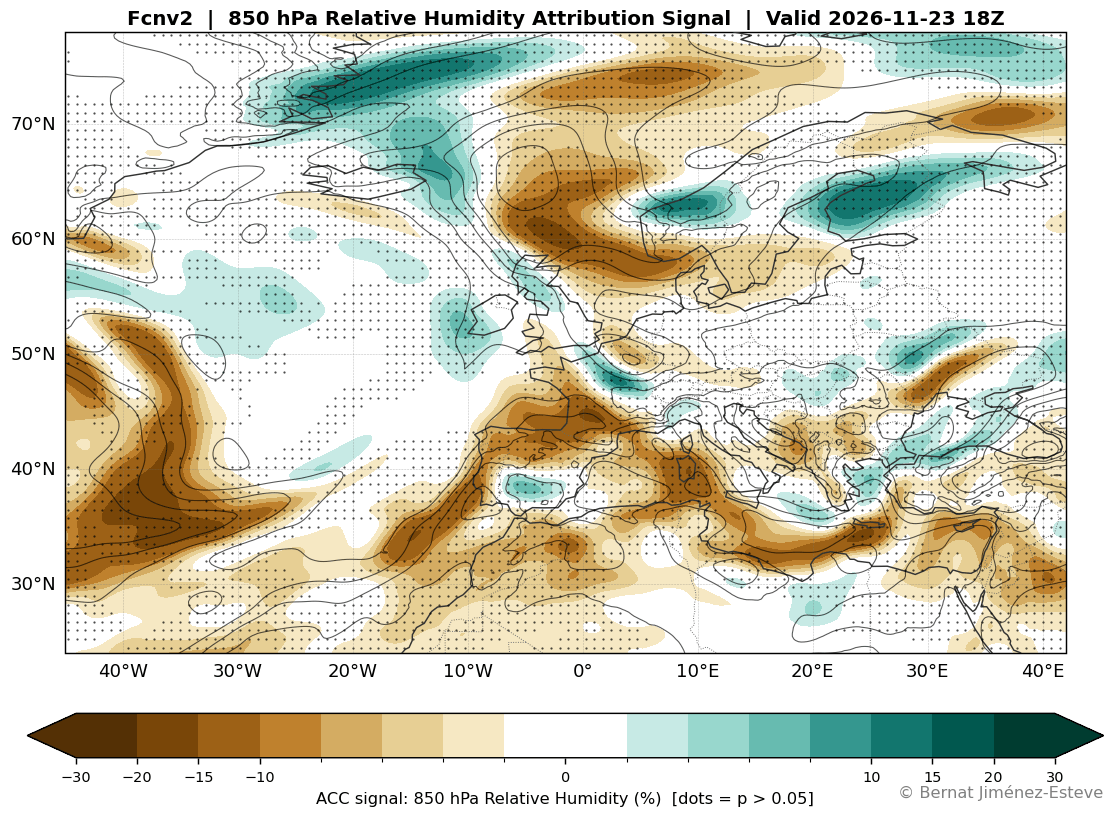 Fcnv2 | 850 hPa Relative Humidity Attribution Signal | Valid 2026-11-23 18Z
70°N
60°N
50°N
40°N
30°N
40°W 30°W 20°W 10°W 0° 10°E 20°E 30°E 40°E
−30 −20 −15 −10 0 10 15 20 30
ACC signal: 850 hPa Relative Humidity (%) [dots = p > 0.05]
© Bernat Jiménez-Esteve